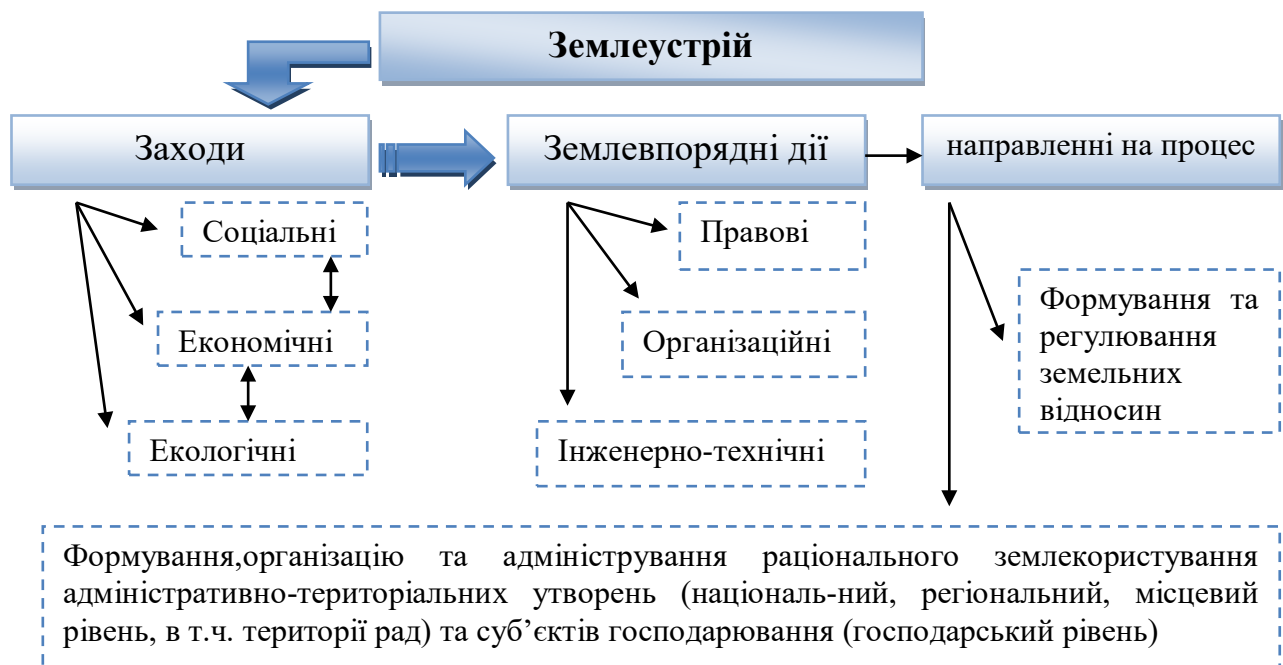 Землеустрій
Заходи
Землевпорядні дії
направленні на процес
Соціальні
Правові
Формування та
регулювання
земельних
відносин
Економічні
Організаційні
Екологічні
Інженерно-технічні
Формування,організацію та адміністрування раціонального землекористування
адміністративно-територіальних утворень (національ-ний, регіональний, місцевий
рівень, в т.ч. території рад) та суб’єктів господарювання (господарський рівень)